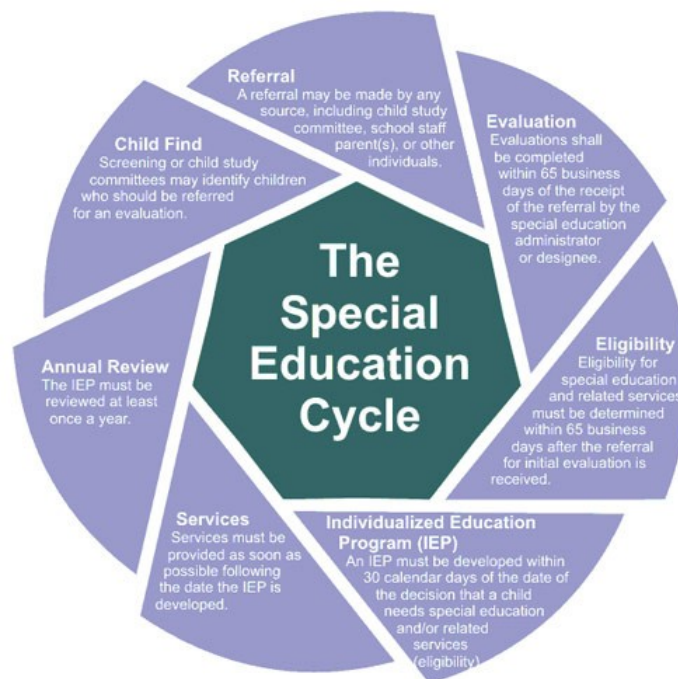 The
Special
Education
Cycle
Referral
A referral may be made by any
source, including child study
committee, school staff
parent(s), or other
individuals.
Evaluation
Evaluations shall
be completed
within 65 business
days of the receipt
of the referral by the
special education
administrator
or designee.
Eligibility
Eligibility for
special education
and related services
must be determined
within 65 business
days after the referral
for initial evaluation is
received.
Individualized Education
Program (IEP)
An IEP must be developed within
30 calendar days of the date of
the decision that a child
needs special education
and/or related
services
(eligibility).
Services
Services must be
provided as soon as
possible following
the date the IEP is
developed.
Annual Review
The IEP must be
reviewed at least
once a year.
Child Find
Screening or child study
committees may identify children
who should be referred
for an evaluation.